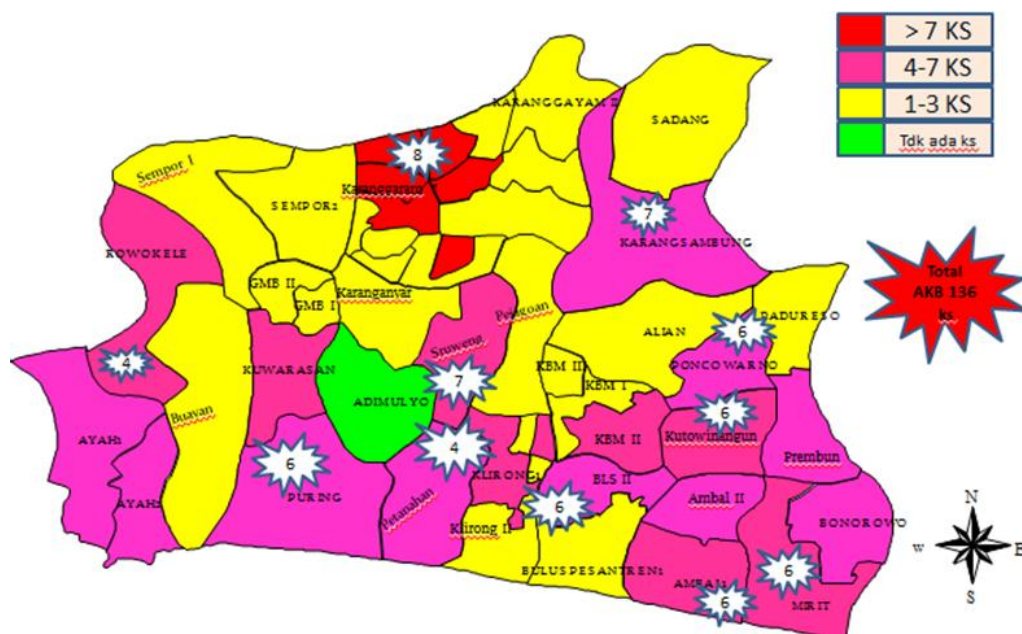 > 7 KS
4-7 KS
1-3 KS
Tdk ada ks
Total
AKB 136
ks
KARANGGAYAM II
SADANG
8
Sempor I
SEMPOR2
7
KARANGSAMBUNG
ROWOKELE
GMB II
GMB I
Karanganyar
Pejagoan
ALIAN
6
PADURESO
Sruweng
KBM III
KBM I
PONCOWARNO
4
KUWARASAN
7
ADIMULYO
6
Buayan
AYAH1
KBM II
Kutowinangun
Prembun
4
6
PURING
KLIRONG1
BLS II
Ambal II
AYAH2
Petanahan
6
Klirong II
BONOROWO
BULUSPESANTREN1
AMBAL1
6
MIRIT
6
N
W
E
S